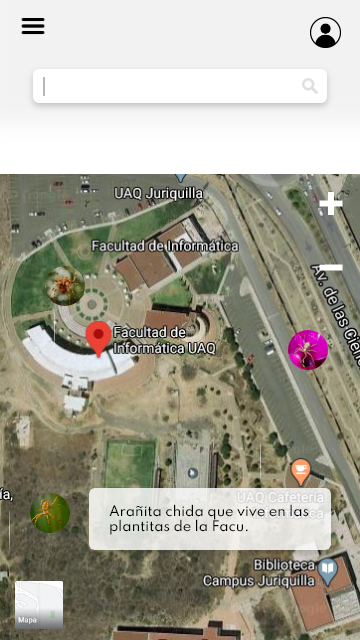 UAQ Juriquilla
Facultad de Informática
Av. de las Cien
Facultad de
Informática UAQ
UAQ Cafetería
ía,
Arañita chida que vive en las
plantitas de la Facu.
Biblioteca
Campus Juriquilla
Mapa